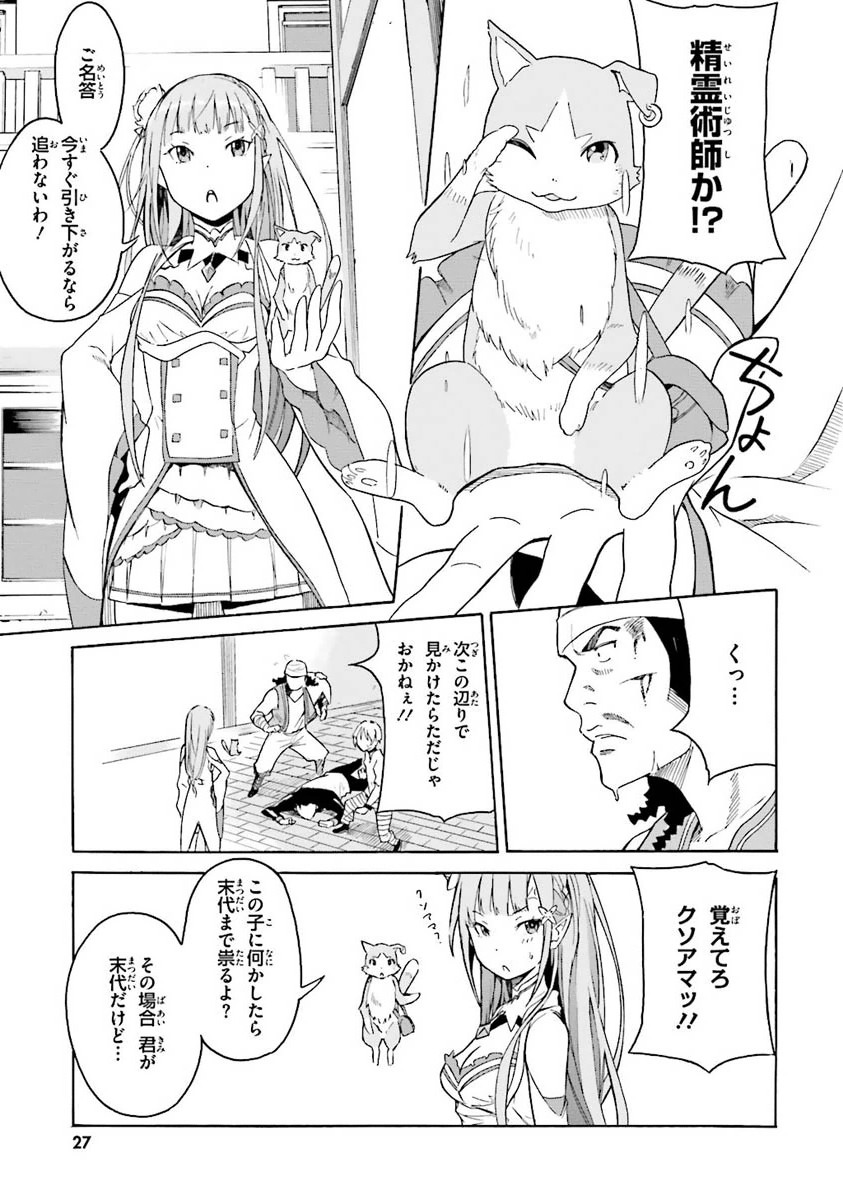 精霊術師か!?
ちょん
ご名答
今すぐ引き下がるなら
追わないわ!
くっ…
次この辺りで
見かけたらただじゃ
おかねぇ!!
覚えてろ
クソアマッ!!
クソアマ?
この子に何かしたら
末代まで祟るよ?
その場合 君が
末代だけど…
27